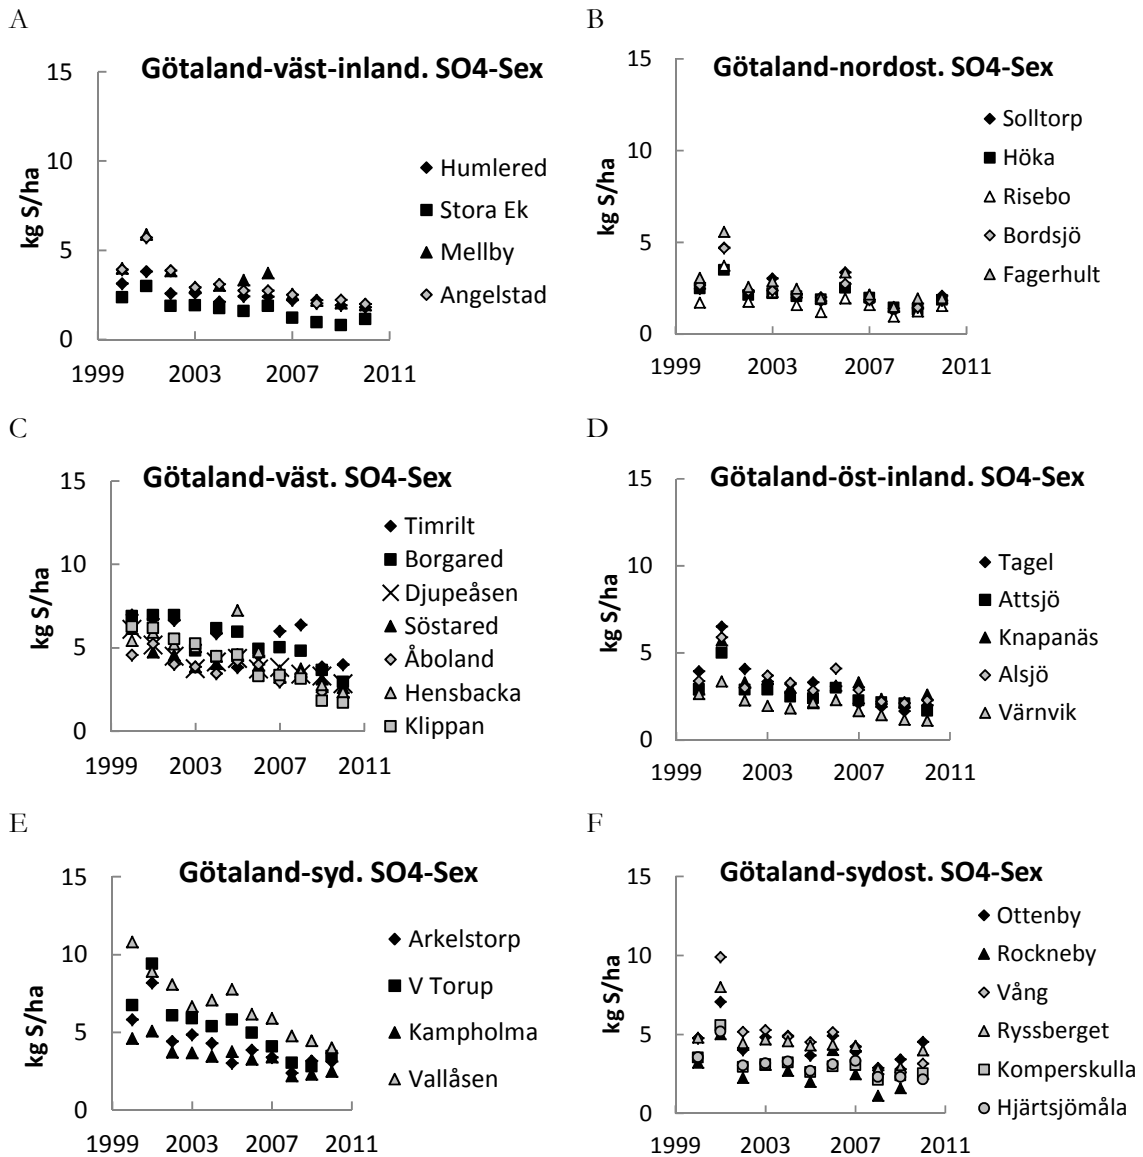 A
Götaland-väst-inland. SO4-Sex
kg S/ha
15
10
5
0
1999 2003 2007 2011
Humlered
Stora Ek
Mellby
Angelstad
B
Götaland-nordost. SO4-Sex
kg S/ha
15
10
5
0
1999 2003 2007 2011
Solltorp
Höka
Risebo
Bordsjö
Fagerhult
C
Götaland-väst. SO4-Sex
kg S/ha
15
10
5
0
1999 2003 2007 2011
Timrilt
Borgared
Djupeåsen
Söstared
Åboland
Hensbacka
Klippan
D
Götaland-öst-inland. SO4-Sex
kg S/ha
15
10
5
0
1999 2003 2007 2011
Tagel
Attsjö
Knapanäs
Alsjö
Värnvik
E
Götaland-syd. SO4-Sex
kg S/ha
15
10
5
0
1999 2003 2007 2011
Arkelstorp
V Torup
Kampholma
Vallåsen
F
Götaland-sydost. SO4-Sex
kg S/ha
15
10
5
0
1999 2003 2007 2011
Ottenby
Rockneby
Vång
Ryssberget
Komperskulla
Hjärtsjömåla